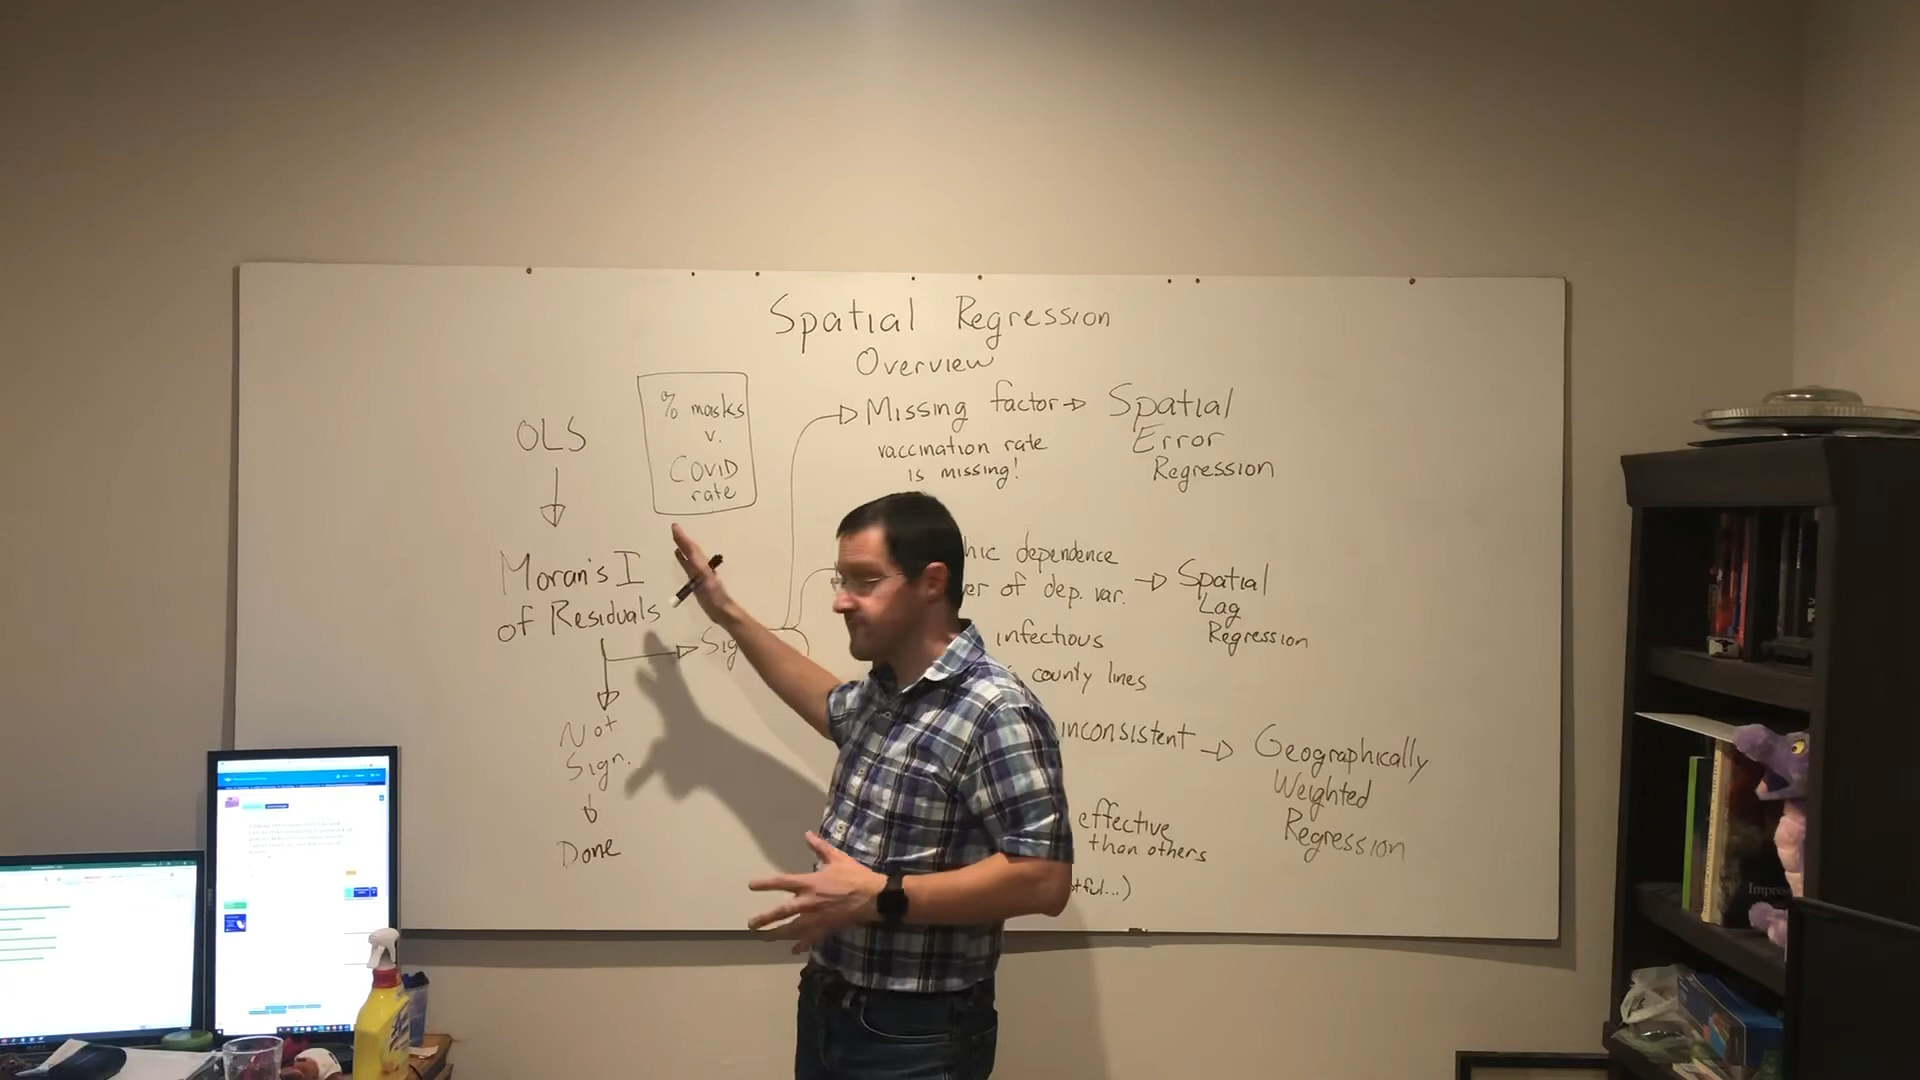 Spatial Regression
Overview
% masks
v.
COVID
rate
OLS
Moran's I
of Residuals
Not
Sign.
Done
Missing factor
vaccination rate
is missing!
Spatial
Error
Regression
dependence
of dep. var.
infectious
county lines
Spatial
Lag
Regression
inconsistent
effective
than others
Geographically
Weighted
Regression